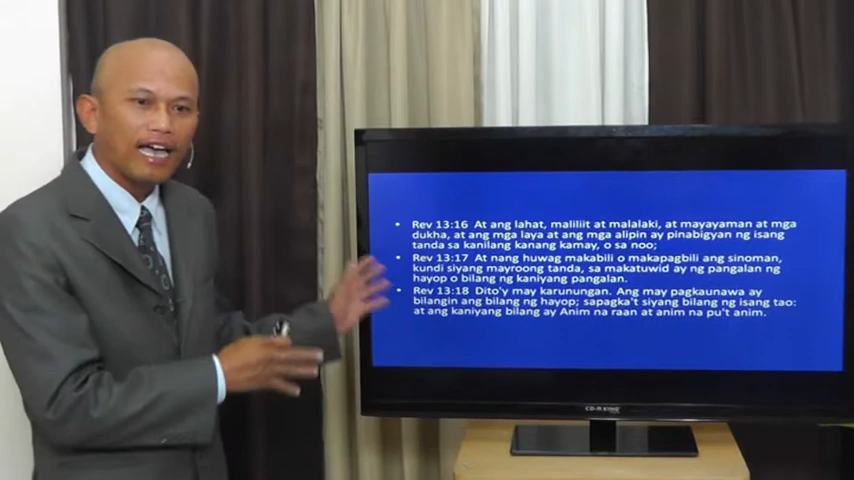 • Rev 13:16  At ang lahat, maliliit at malalaki, at mayayaman at mga
dukha, at ang mga laya at ang mga alipin ay pinabigyan ng isang
tanda sa kanilang kanang kamay, o sa noo;
• Rev 13:17  At nang huwag makabili o makapagbili ang sinoman,
kundi siyang mayroong tanda, sa makatuwid ay ng pangalan ng
hayop o bilang ng kaniyang pangalan.
• Rev 13:18  Dito'y may karunungan. Ang may pagkaunawa ay
bilangin ang bilang ng hayop; sapagka't siyang bilang ng isang tao:
at ang kaniyang bilang ay Anim na raan at anim na pu't anim.
CD-R KING